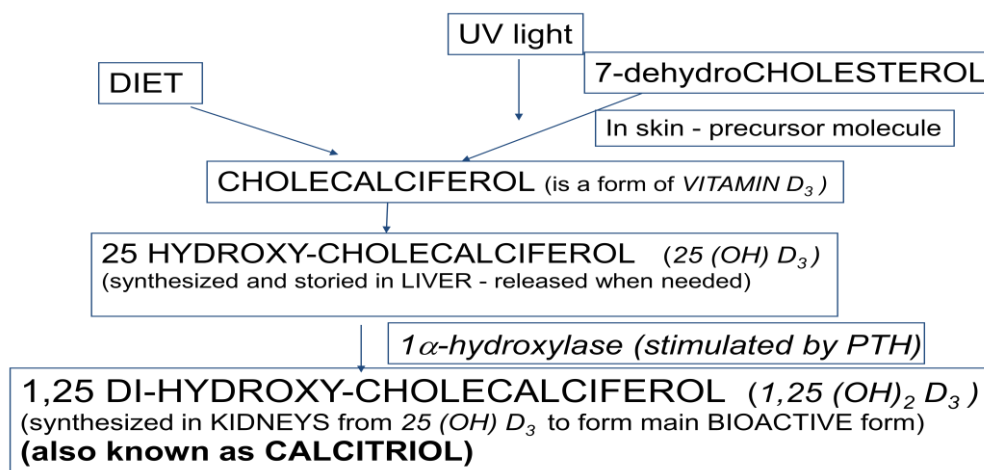 UV light
7-dehydroCHOLESTEROL
DIET
In skin - precursor molecule
CHOLECALCIFEROL (is a form of VITAMIN D₃ )
25 HYDROXY-CHOLECALCIFEROL (25 (OH) D₃ )
(synthesized and storied in LIVER - released when needed)
1α-hydroxylase (stimulated by PTH)
1,25 DI-HYDROXY-CHOLECALCIFEROL (1,25 (OH)₂ D₃ )
(synthesized in KIDNEYS from 25 (OH) D₃ to form main BIOACTIVE form)
(also known as CALCITRIOL)